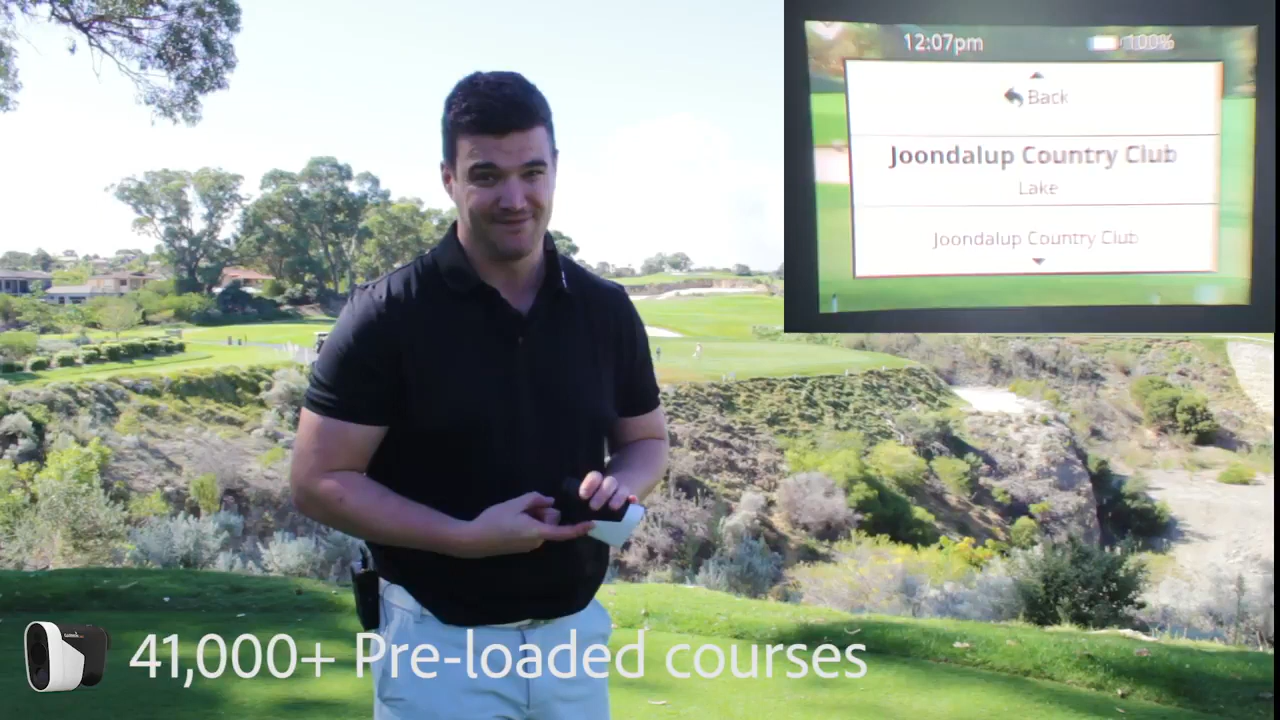 12:07pm 100%
Back
Joondalup Country Club
Lake
Joondalup Country Club
41,000+ Pre-loaded courses